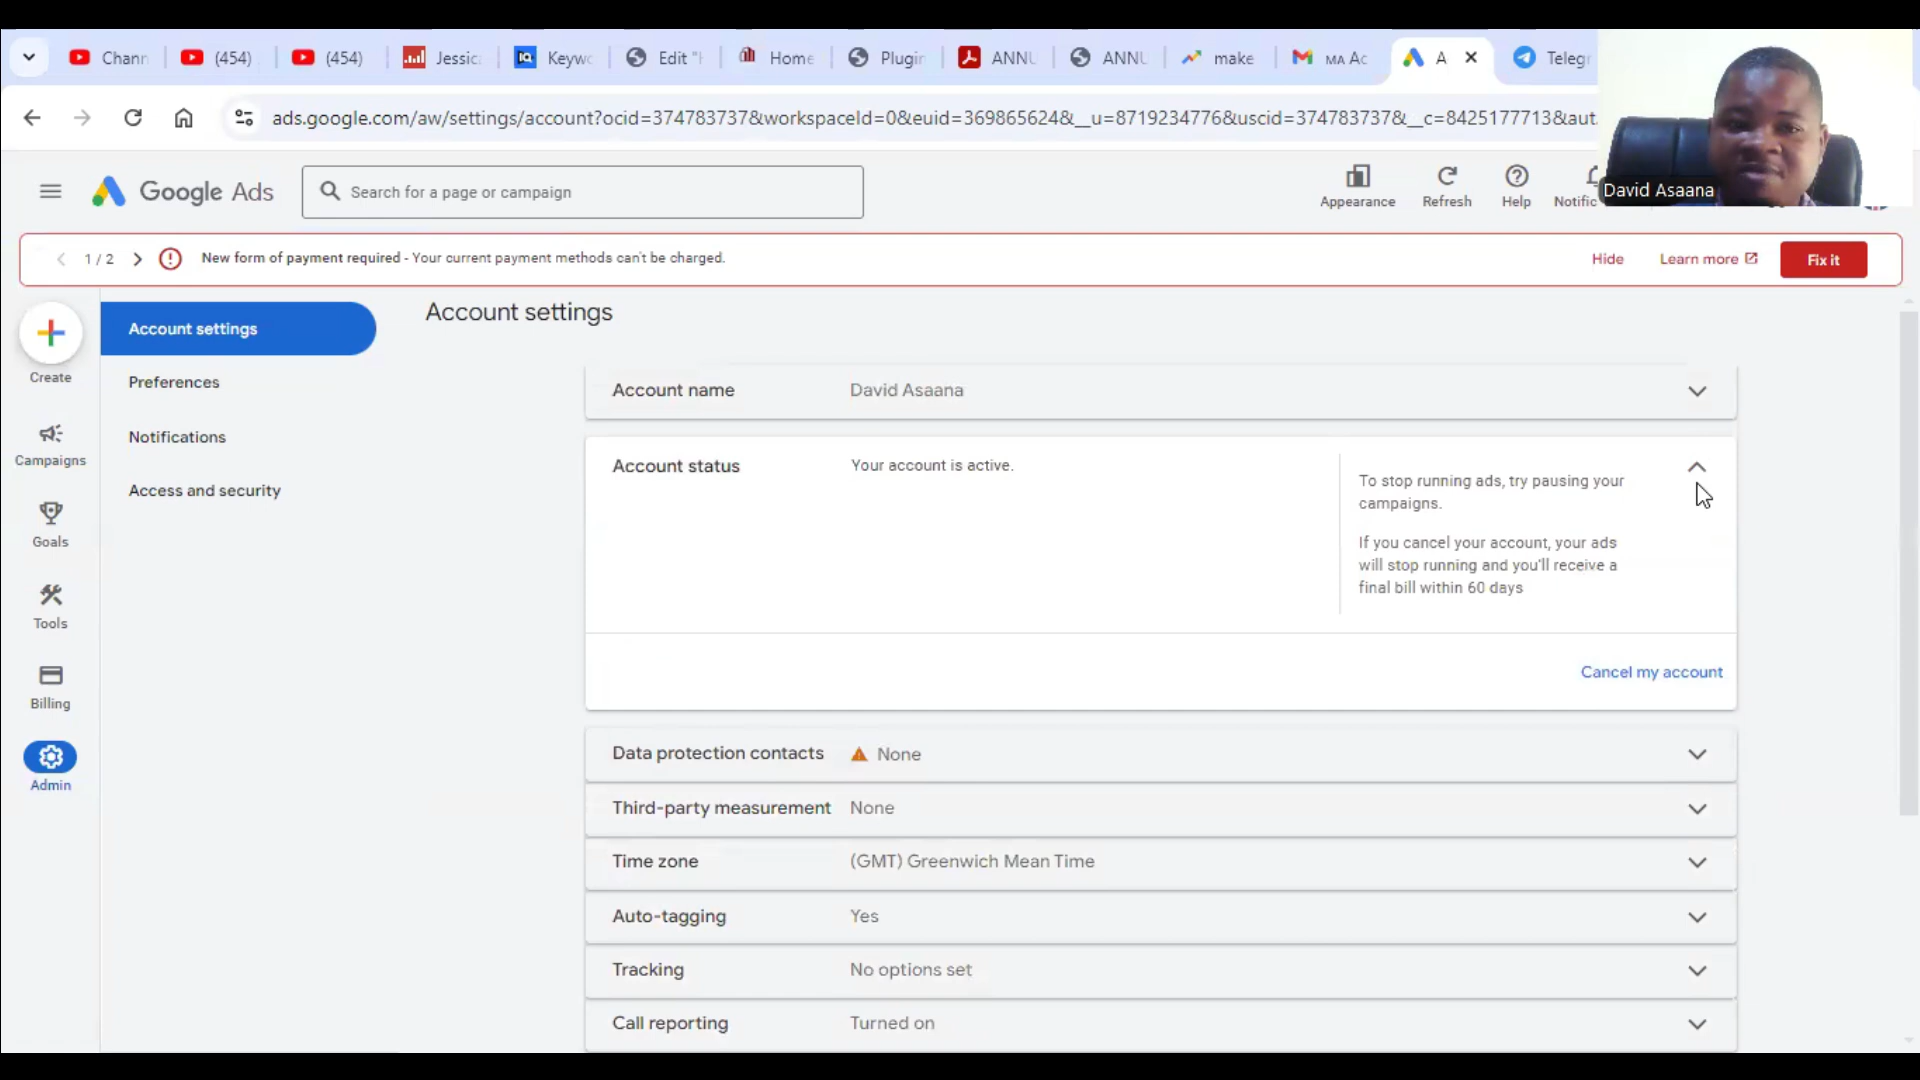 Chann
(454)
(454)
Jessic
Keywo
Edit "H
Home
Plugin
ANNU
ANNU
make
MA Ac
A
Telegr
ads.google.com/aw/settings/account?ocid=374783737&workspaceId=0&euid=369865624&__u=8719234776&uscid=374783737&__c=8425177713&aut
Google Ads
Search for a page or campaign
Appearance
Refresh
Help
Notific
David Asaana
1 / 2
New form of payment required - Your current payment methods can't be charged.
Hide
Learn more
Fix it
Create
Campaigns
Goals
Tools
Billing
Admin
Account settings
Preferences
Notifications
Access and security
Account settings
Account name
David Asaana
Account status
Your account is active.
To stop running ads, try pausing your
campaigns.
If you cancel your account, your ads
will stop running and you'll receive a
final bill within 60 days
Cancel my account
Data protection contacts
None
Third-party measurement
None
Time zone
(GMT) Greenwich Mean Time
Auto-tagging
Yes
Tracking
No options set
Call reporting
Turned on